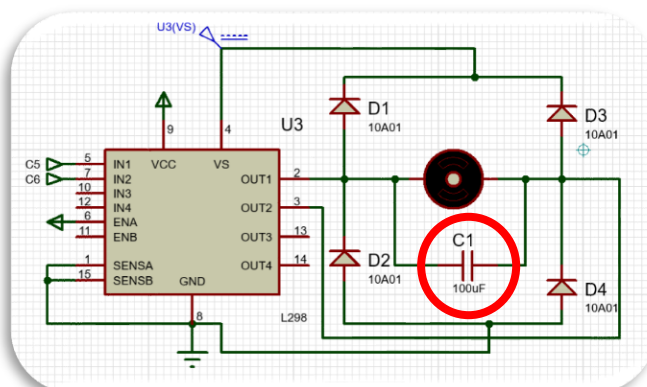 U3(VS)
U3
D1
10A01
D3
10A01
9
4
C5
5
IN1
VCC
VS
C6
7
IN2
OUT1
2
10
IN3
12
IN4
OUT2
3
6
ENA
11
ENB
OUT3
13
1
SENSA
OUT4
14
15
SENSB
GND
8
L298
C1
100uF
D2
10A01
D4
10A01